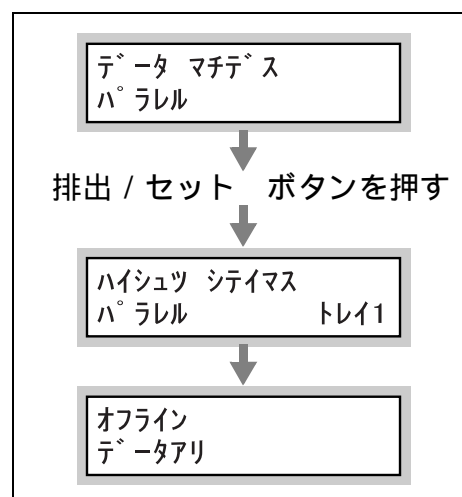 データ マチデス
パラレル
排出 / セット ボタンを押す
ハイシュツ シテイマス
パラレル トレイ1
オフライン
データアリ